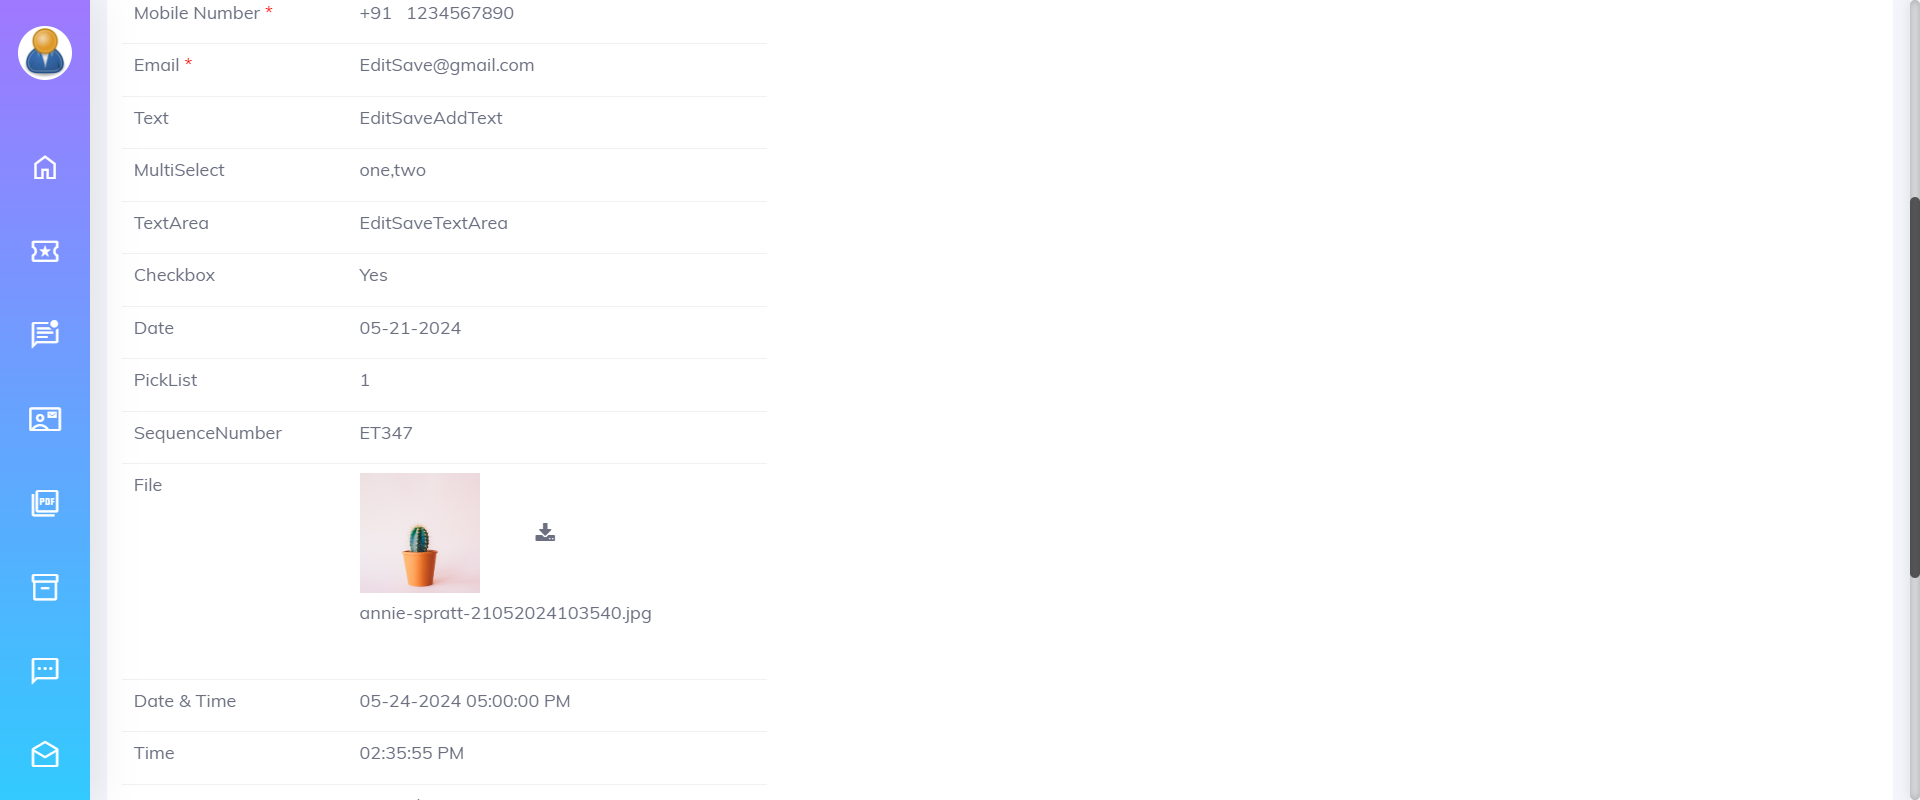 Mobile Number * +91 1234567890
Email * EditSave@gmail.com
Text EditSaveAddText
MultiSelect one,two
TextArea EditSaveTextArea
Checkbox Yes
Date 05-21-2024
PickList 1
SequenceNumber ET347
File
annie-spratt-21052024103540.jpg
Date & Time 05-24-2024 05:00:00 PM
Time 02:35:55 PM
PDF